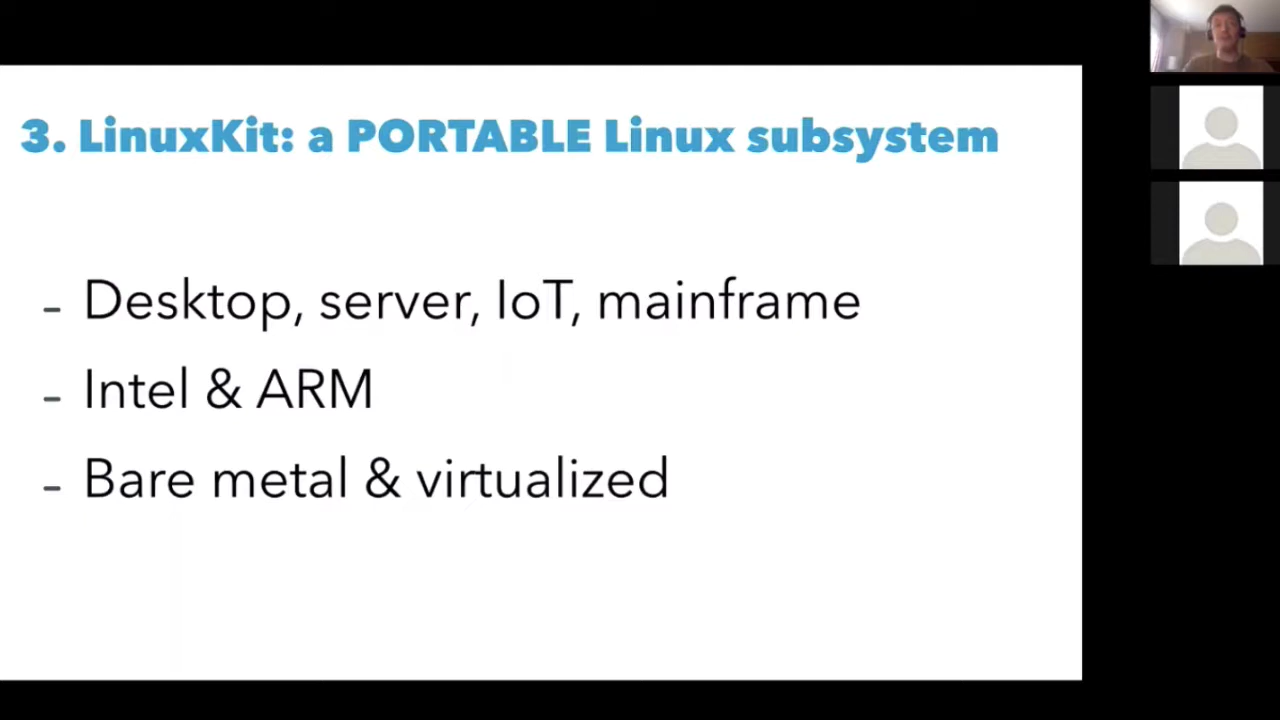 3. LinuxKit: a PORTABLE Linux subsystem
- Desktop, server, IoT, mainframe
- Intel & ARM
- Bare metal & virtualized